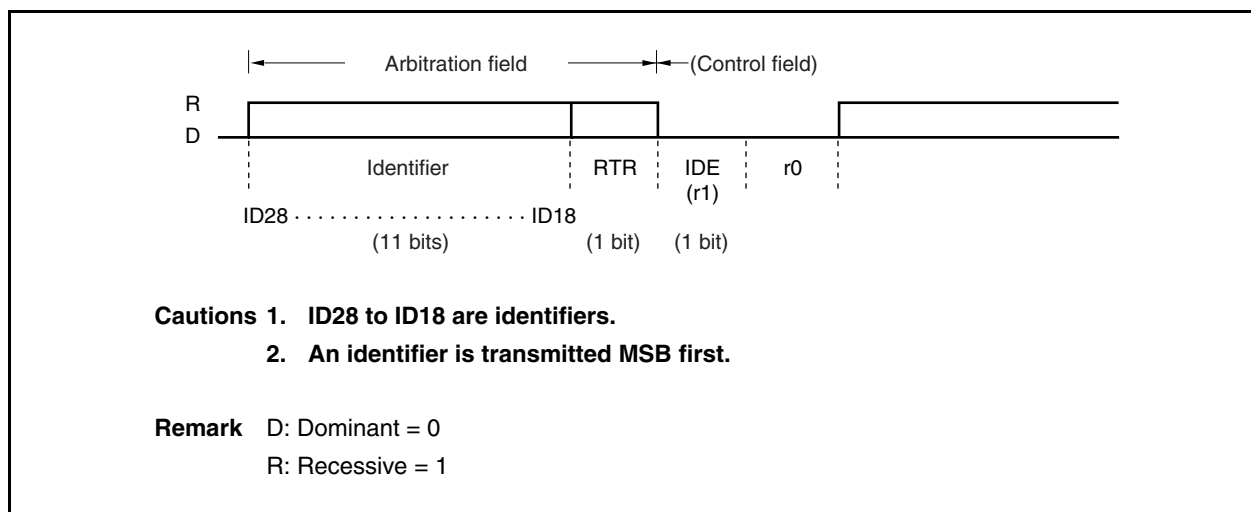 Arbitration field (Control field)
R
D
Identifier RTR IDE r0
(r1)
ID28 · · · · · · · · · · · · · · · · · · · · ID18
(11 bits) (1 bit) (1 bit)
Cautions 1. ID28 to ID18 are identifiers.
2. An identifier is transmitted MSB first.
Remark D: Dominant = 0
R: Recessive = 1